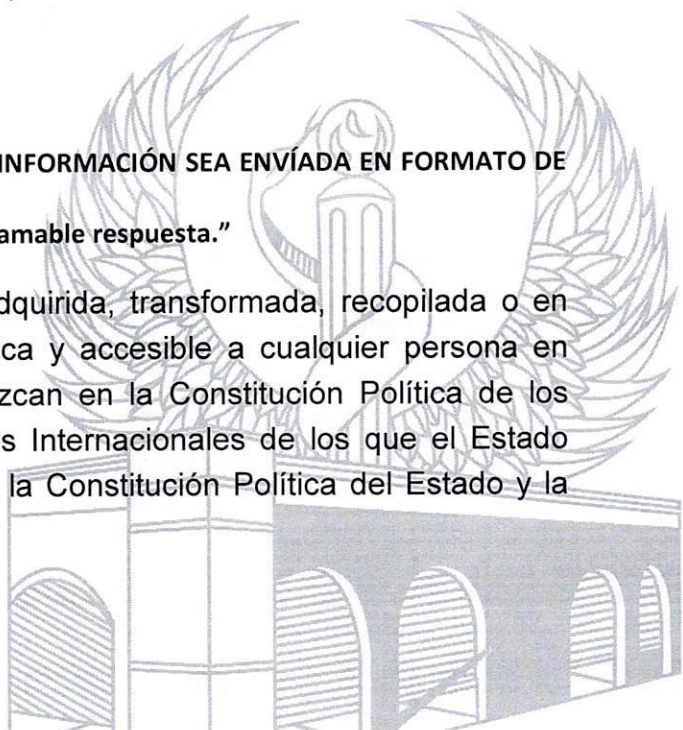 INFORMACIÓN SEA ENVÍADA EN FORMATO DE
amable respuesta."
dquirida, transformada, recopilada o en
ca y accesible a cualquier persona en
zcan en la Constitución Política de los
s Internacionales de los que el Estado
la Constitución Política del Estado y la